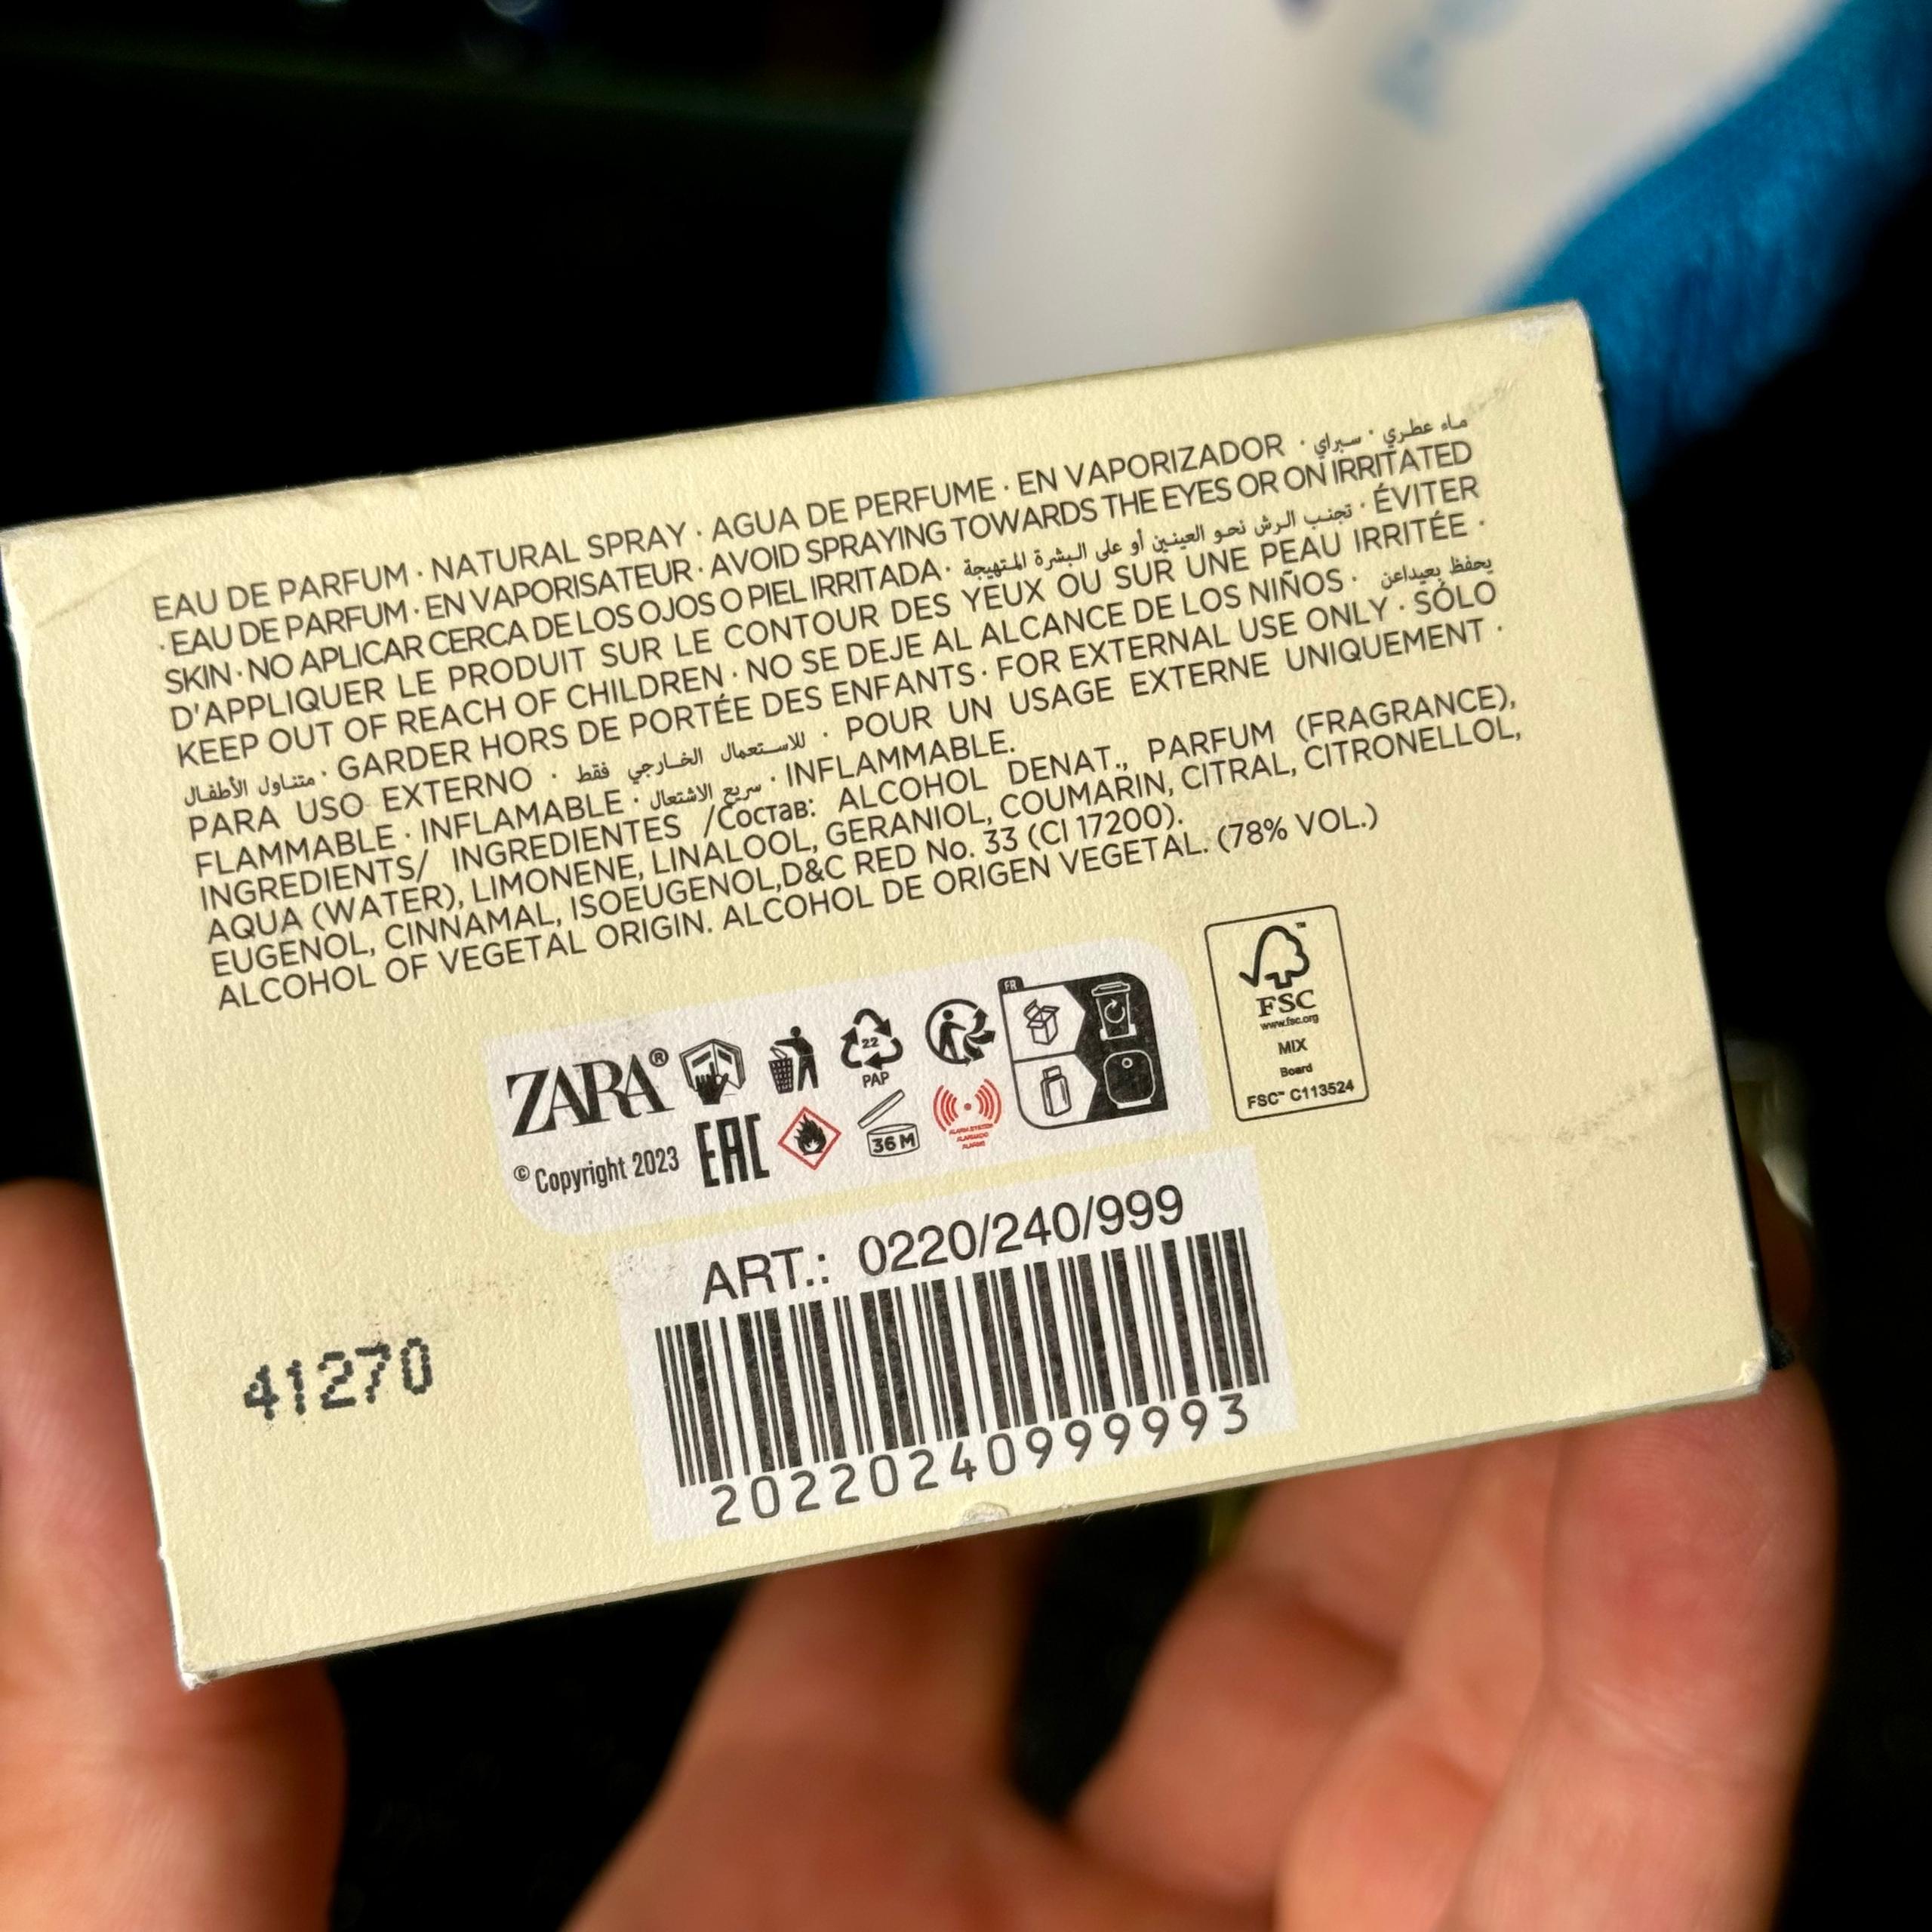 EAU DE PARFUM · NATURAL SPRAY · AGUA DE PERFUME · EN VAPORIZADOR · ماء عطري · سبراي
· EAU DE PARFUM · EN VAPORISATEUR · AVOID SPRAYING TOWARDS THE EYES OR ON IRRITATED
SKIN · NO APLICAR CERCA DE LOS OJOS O PIEL IRRITADA · تجنب الرش نحو العينين أو على البشرة المتهيجة · ÉVITER
D'APPLIQUER LE PRODUIT SUR LE CONTOUR DES YEUX OU SUR UNE PEAU IRRITÉE ·
KEEP OUT OF REACH OF CHILDREN · NO SE DEJE AL ALCANCE DE LOS NIÑOS · يحفظ بعيداعن
متناول الأطفال · GARDER HORS DE PORTÉE DES ENFANTS · FOR EXTERNAL USE ONLY · SÓLO
PARA USO EXTERNO · للاستعمال الخارجي فقط · POUR UN USAGE EXTERNE UNIQUEMENT ·
FLAMMABLE · INFLAMABLE · سريع الاشتعال · INFLAMMABLE.
INGREDIENTS/ INGREDIENTES /Состав: ALCOHOL DENAT., PARFUM (FRAGRANCE),
AQUA (WATER), LIMONENE, LINALOOL, GERANIOL, COUMARIN, CITRAL, CITRONELLOL,
EUGENOL, CINNAMAL, ISOEUGENOL,D&C RED No. 33 (CI 17200).
ALCOHOL OF VEGETAL ORIGIN. ALCOHOL DE ORIGEN VEGETAL. (78% VOL.)
ZARA®
© Copyright 2023
EAC
22
PAP
36 M
ALARM SYSTEM
ALARMADO
ALARME
FR
FSC™
www.fsc.org
MIX
Board
FSC™ C113524
ART.: 0220/240/999
20220240999993
41270